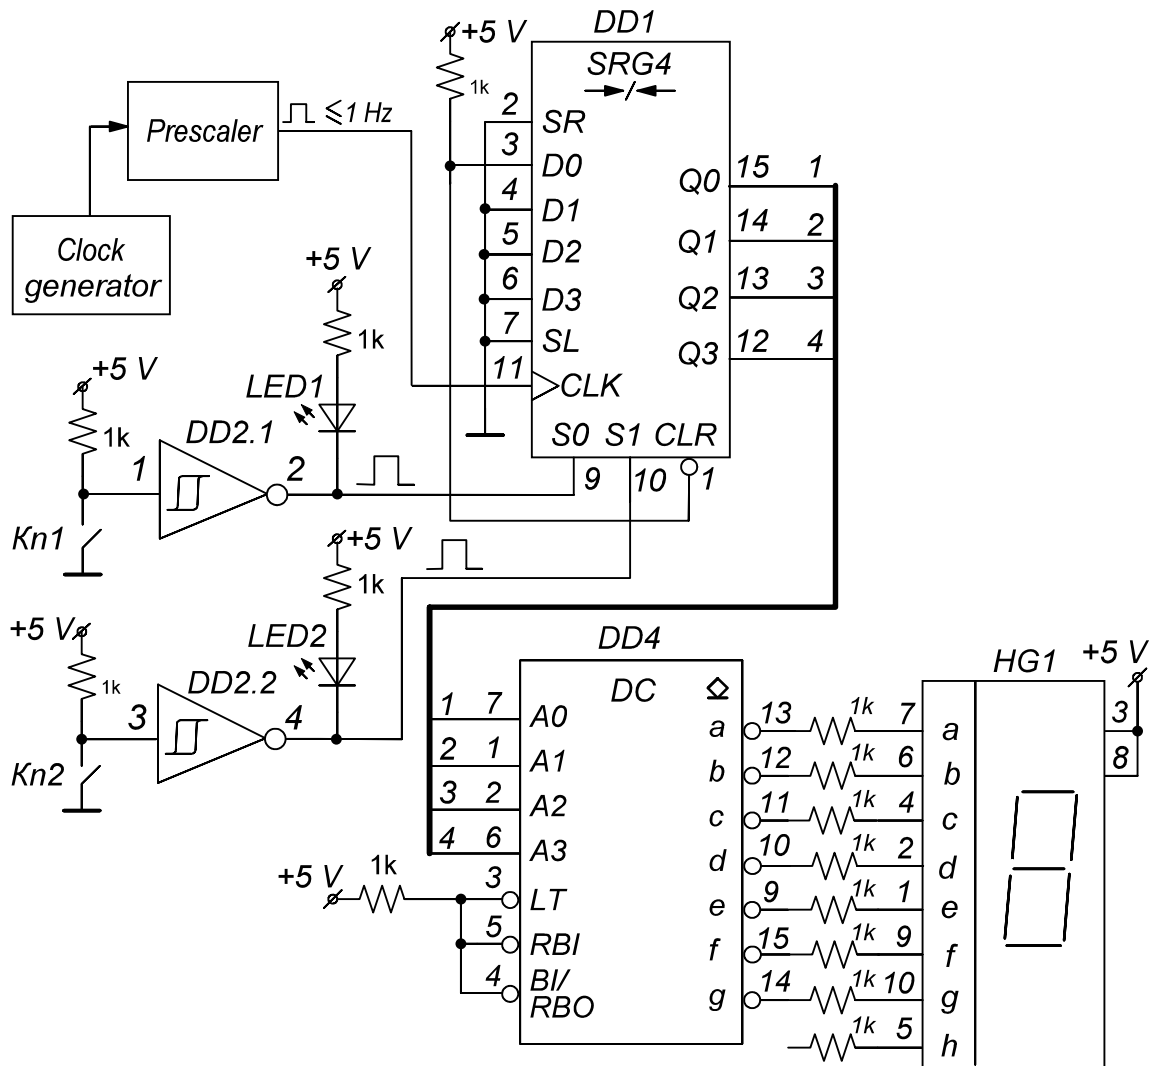 DD1
+5 V
SRG4
1k
Prescaler
≤1 Hz
2 SR
3 D0
15 1
Q0
4 D1
14 2
Q1
5 D2
13 3
Q2
6 D3
7 SL
12 4
Q3
11 CLK
Clock
generator
+5 V
1k
+5 V
LED1
1k
DD2.1
S0 S1 CLR
1
2
9 10 1
Кn1
+5 V
1k
+5 V
LED2
1k
DD2.2
3
4
Кn2
DD4
HG1
+5 V
DC
1 7 A0
a 13 1k 7 a
3
2 1 A1
b 12 1k 6 b
8
3 2 A2
c 11 1k 4 c
4 6 A3
d 10 1k 2 d
+5 V 1k 3 LT
e 9 1k 1 e
5 RBI
f 15 1k 9 f
4 BI/
RBO
g 14 1k 10 g
1k 5 h